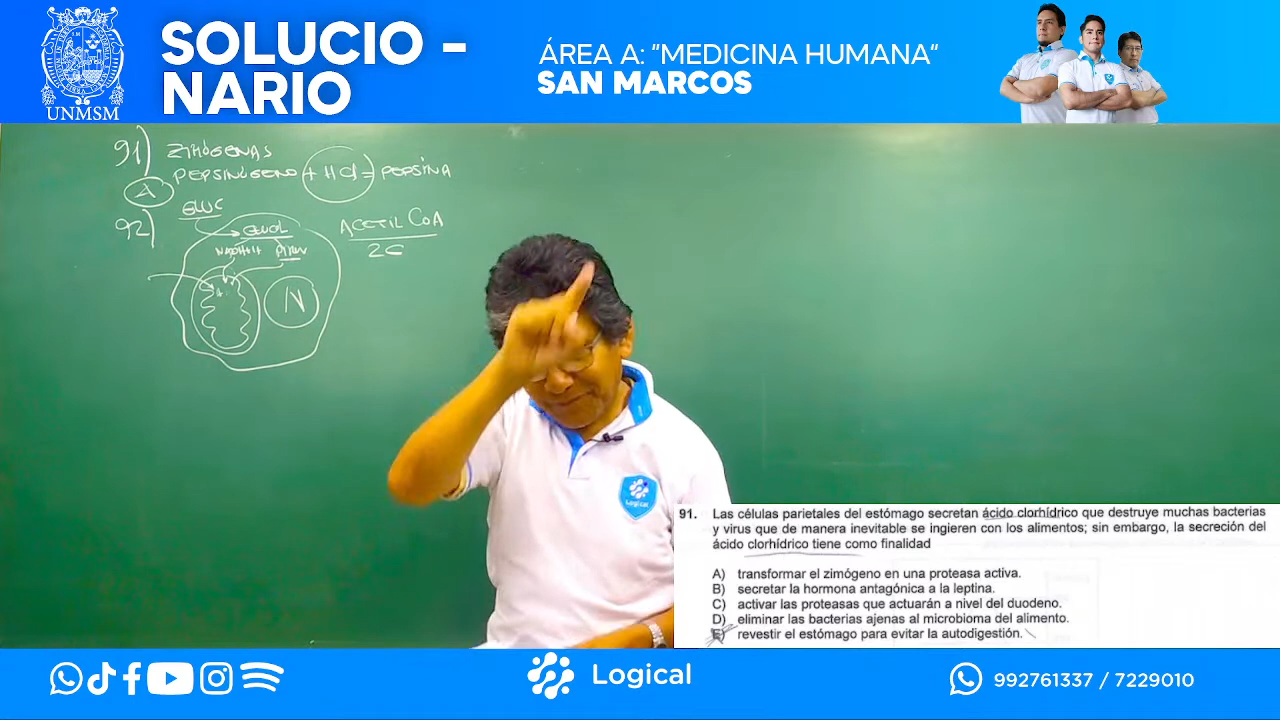 UNMSM
SOLUCIO -
NARIO
ÁREA A: "MEDICINA HUMANA"
SAN MARCOS
91) ZIMÓGENAS
PEPSINÓGENO + HCl = PEPSINA
A
92)
GLUC
ACETIL CoA
2C
N
Logical
91. Las células parietales del estómago secretan ácido clorhídrico que destruye muchas bacterias
y virus que de manera inevitable se ingieren con los alimentos; sin embargo, la secreción del
ácido clorhídrico tiene como finalidad
A) transformar el zimógeno en una proteasa activa.
B) secretar la hormona antagónica a la leptina.
C) activar las proteasas que actuarán a nivel del duodeno.
D) eliminar las bacterias ajenas al microbioma del alimento.
E) revestir el estómago para evitar la autodigestión.
Logical
992761337 / 7229010